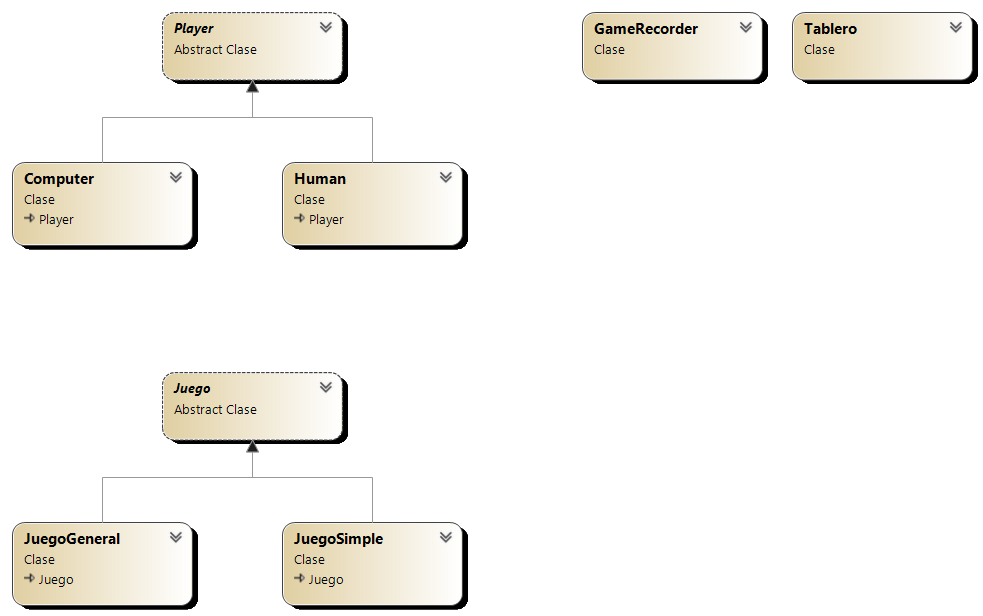 Player
Abstract Clase
GameRecorder
Clase
Tablero
Clase
Computer
Clase
Player
Human
Clase
Player
Juego
Abstract Clase
JuegoGeneral
Clase
Juego
JuegoSimple
Clase
Juego